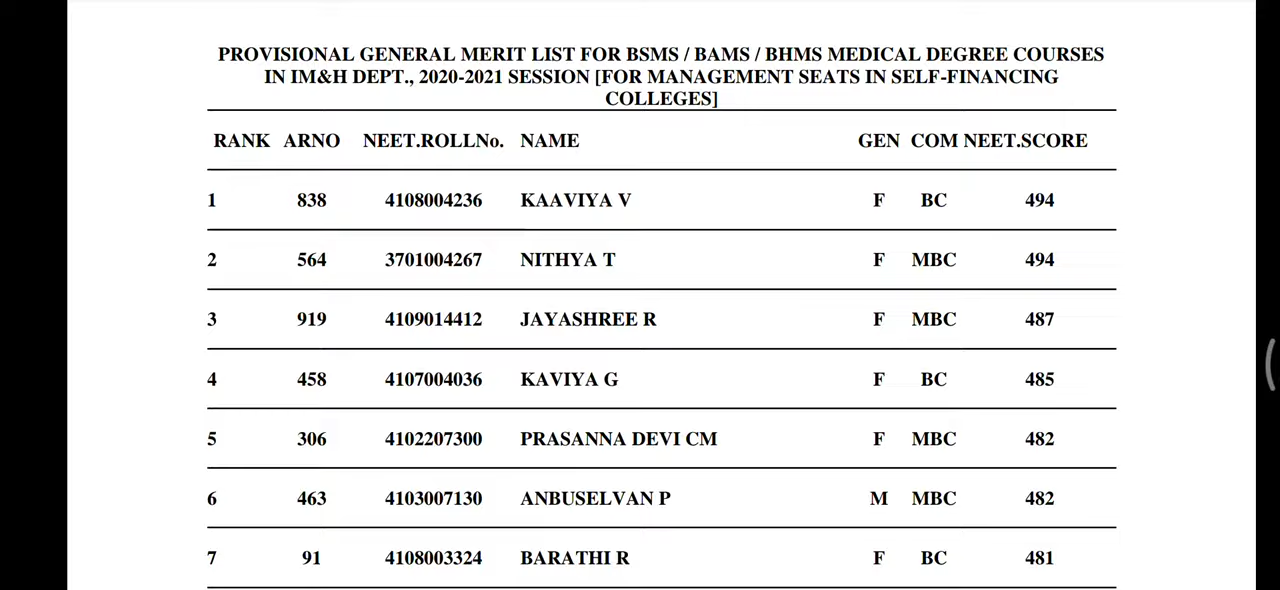 PROVISIONAL GENERAL MERIT LIST FOR BSMS / BAMS / BHMS MEDICAL DEGREE COURSES
IN IM&H DEPT., 2020-2021 SESSION [FOR MANAGEMENT SEATS IN SELF-FINANCING
COLLEGES]
RANK ARNO NEET.ROLLNo. NAME GEN COM NEET.SCORE
1 838 4108004236 KAAVIYA V F BC 494
2 564 3701004267 NITHYA T F MBC 494
3 919 4109014412 JAYASHREE R F MBC 487
4 458 4107004036 KAVIYA G F BC 485
5 306 4102207300 PRASANNA DEVI CM F MBC 482
6 463 4103007130 ANBUSELVAN P M MBC 482
7 91 4108003324 BARATHI R F BC 481